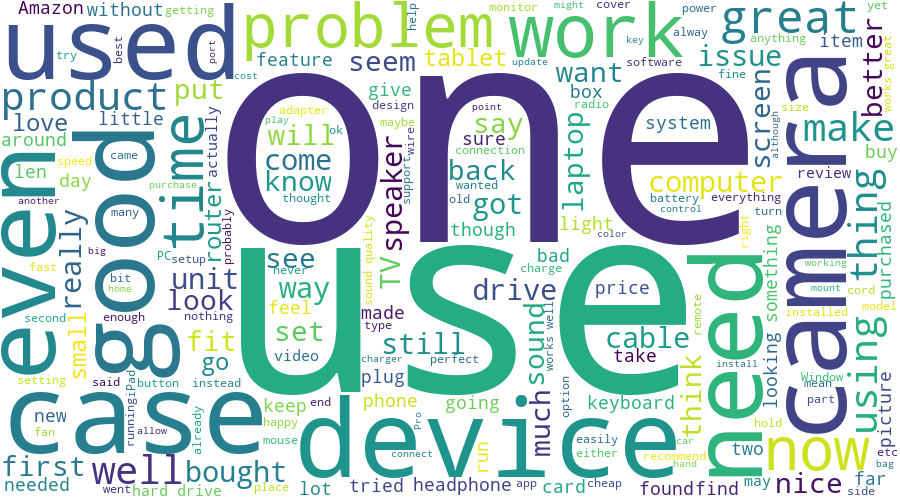 Amazon
without
getting
try
best
port
used
problem
help
monitor
cover
might
power
yet
feature
seem
tablet
work
update
key
software
great
alway
anything
item
works great
issue
fine
better
cost
product
put
love
little
around
came
len
day
speed
purchase
another
many
good
time
actually
router
probably
even
really
big
PC
setup
fast
bit
home
unit
second
enough
nothing
look
small
fit
setting
said
button
go
instead
case
new
fan
running
iPad
allow
already
first
needed
well
went
bought
hard drive
place
one
adapter
play
ok
will
come
know
thought
give
design
maybe
wire
support
speaker
say
point
sure
connection
back
wanted
old
got
though
want
box
radio
laptop
light
color
system
computer
battery
control
everything
screen
turn
although
size
make
buy
review
camera
thing
purchased
cord
model
something
right
remote
working
mount
installed
use
see
never
way
feel
set
video
sound quality
TV
made
type
still
charger
perfect
plug
drive
bad
charge
sound
works well
price
cable
take
option
install
think
need
looking
Window
mean
part
using
picture
etc
bag
hold
now
keep
happy
mouse
end
phone
Pro
connect
going
run
much
easily
either
keyboard
car
recommend
hand
two
may
nice
far
side
device
lot
tried
headphone
app
card
cheap
found
find